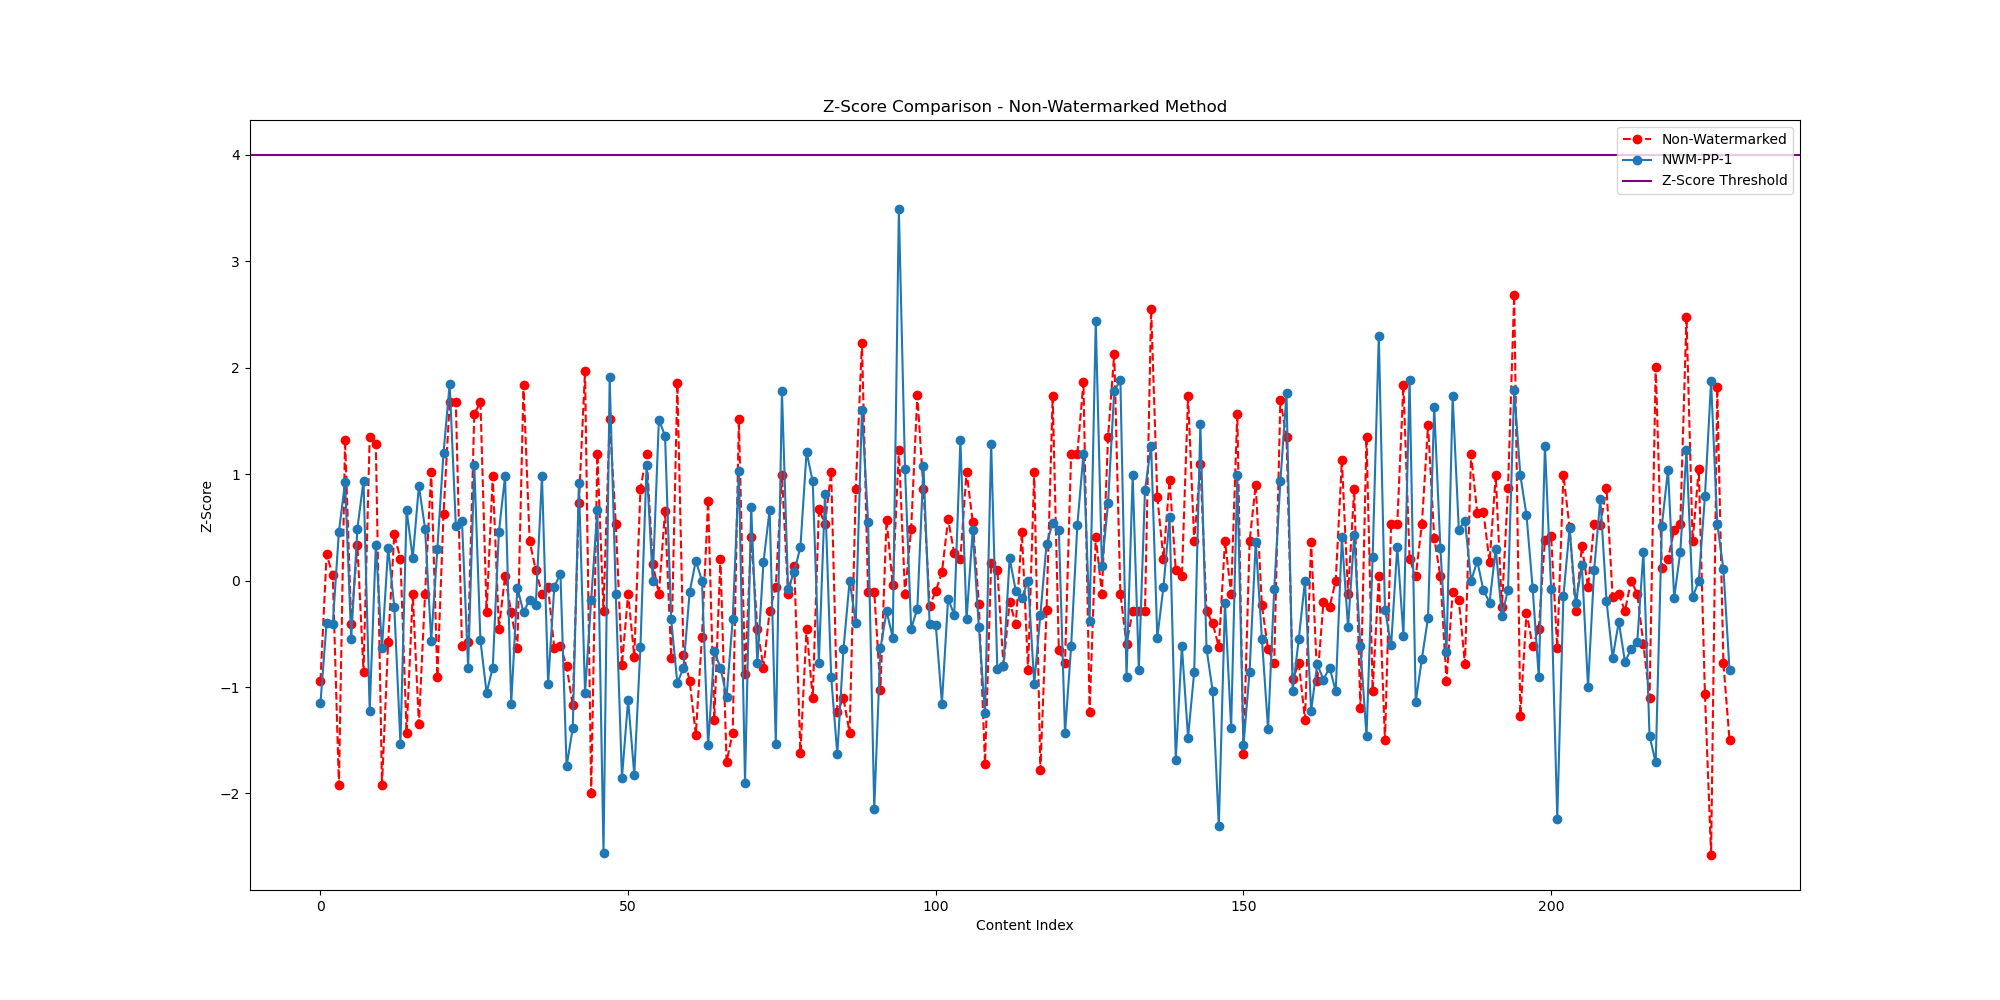 Z-Score Comparison - Non-Watermarked Method
Non-Watermarked
NWM-PP-1
Z-Score Threshold
Z-Score
4
3
2
1
0
−1
−2
0
50
100
150
200
Content Index